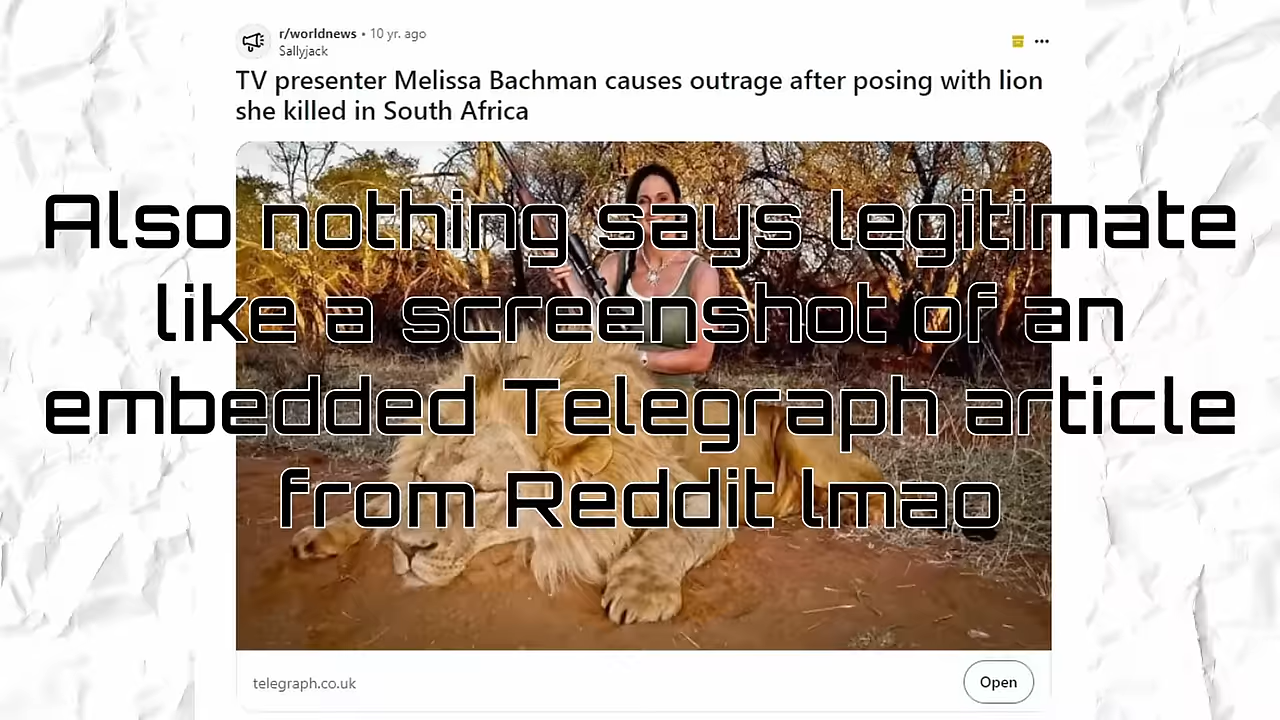 r/worldnews • 10 yr. ago
Sallyjack
TV presenter Melissa Bachman causes outrage after posing with lion
she killed in South Africa
Also nothing says legitimate
like a screenshot of an
embedded Telegraph article
from Reddit lmao
telegraph.co.uk
Open